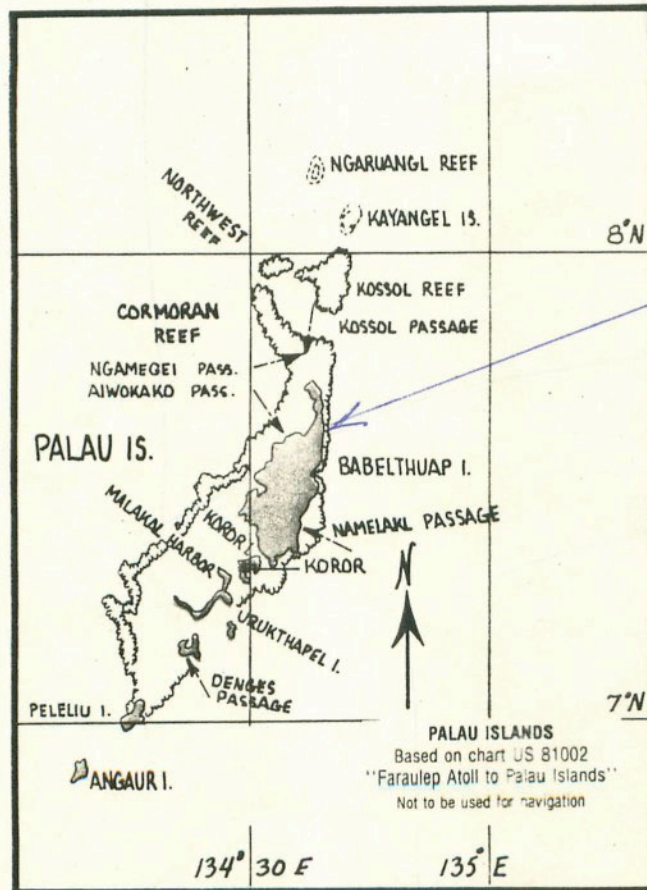 NGARUANGL REEF
NORTHWEST
REEF
KAYANGEL IS.
8°N
KOSSOL REEF
CORMORAN
REEF
KOSSOL PASSAGE
NGAMEGEI PASS.
AIWOKAKO PASS.
PALAU IS.
BABELTHUAP I.
MALAKAL HARBOR
KOROR
NAMELAKL PASSAGE
KOROR
N
URUKTHAPEL I.
DENGES
PASSAGE
PELELIU I.
7°N
PALAU ISLANDS
Based on chart US 81002
"Faraulep Atoll to Palau Islands"
Not to be used for navigation
ANGAUR I.
134° 30 E
135° E